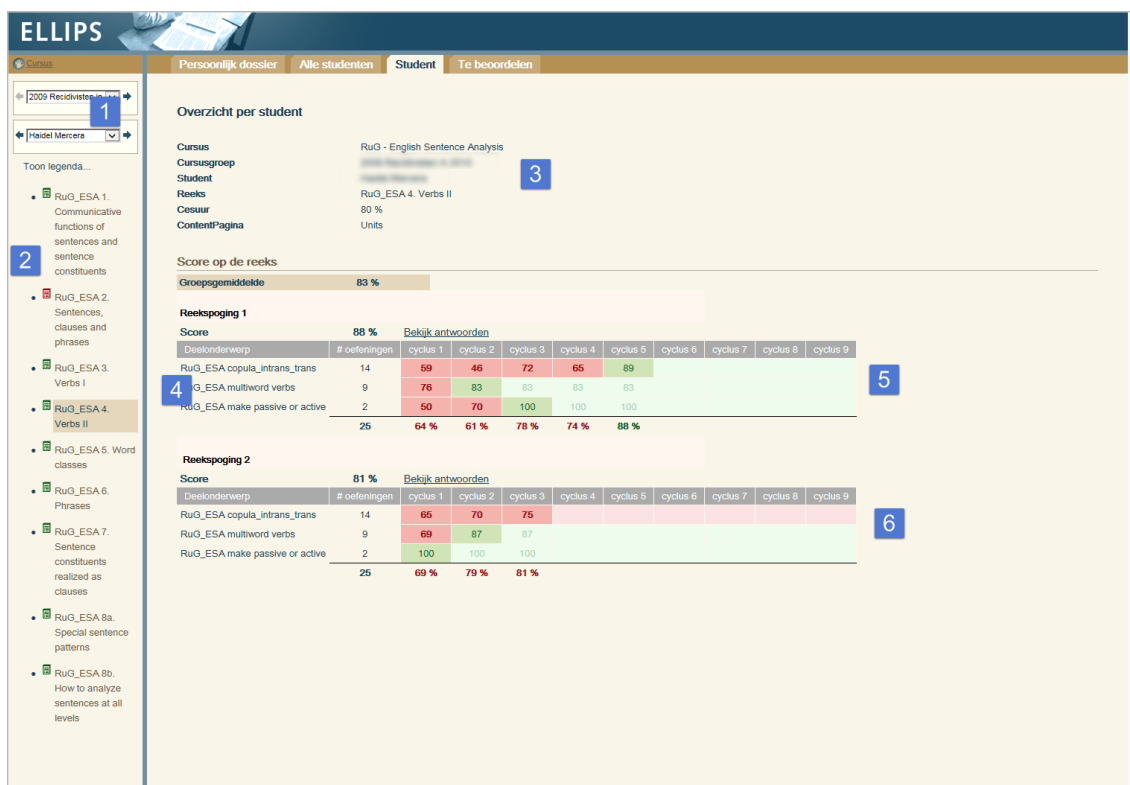 ELLIPS
Cursus
Persoonlijk dossier Alle studenten Student Te beoordelen
2009 Recidivisten
1
Haidel Mercera
Toon legenda...
RuG_ESA 1.
Communicative
functions of
sentences and
sentence
constituents
2
RuG_ESA 2.
Sentences,
clauses and
phrases
RuG_ESA 3.
Verbs I
RuG_ESA 4.
Verbs II
RuG_ESA 5. Word
classes
RuG_ESA 6.
Phrases
RuG_ESA 7.
Sentence
constituents
realized as
clauses
RuG_ESA 8a.
Special sentence
patterns
RuG_ESA 8b.
How to analyze
sentences at all
levels
Overzicht per student
Cursus RuG - English Sentence Analysis
Cursusgroep
Student
3
Reeks RuG_ESA 4. Verbs II
Cesuur 80 %
ContentPagina Units
Score op de reeks
Groepsgemiddelde 83 %
Reekspoging 1
Score 88 % Bekijk antwoorden
Deelonderwerp # oefeningen cyclus 1 cyclus 2 cyclus 3 cyclus 4 cyclus 5 cyclus 6 cyclus 7 cyclus 8 cyclus 9
RuG_ESA copula_intrans_trans 14 59 46 72 65 89
5
4
RuG_ESA multiword verbs 9 76 83 83 83 83
RuG_ESA make passive or active 2 50 70 100 100 100
25 64 % 61 % 78 % 74 % 88 %
Reekspoging 2
Score 81 % Bekijk antwoorden
Deelonderwerp # oefeningen cyclus 1 cyclus 2 cyclus 3 cyclus 4 cyclus 5 cyclus 6 cyclus 7 cyclus 8 cyclus 9
RuG_ESA copula_intrans_trans 14 65 70 75
6
RuG_ESA multiword verbs 9 69 87 87
RuG_ESA make passive or active 2 100 100 100
25 69 % 79 % 81 %